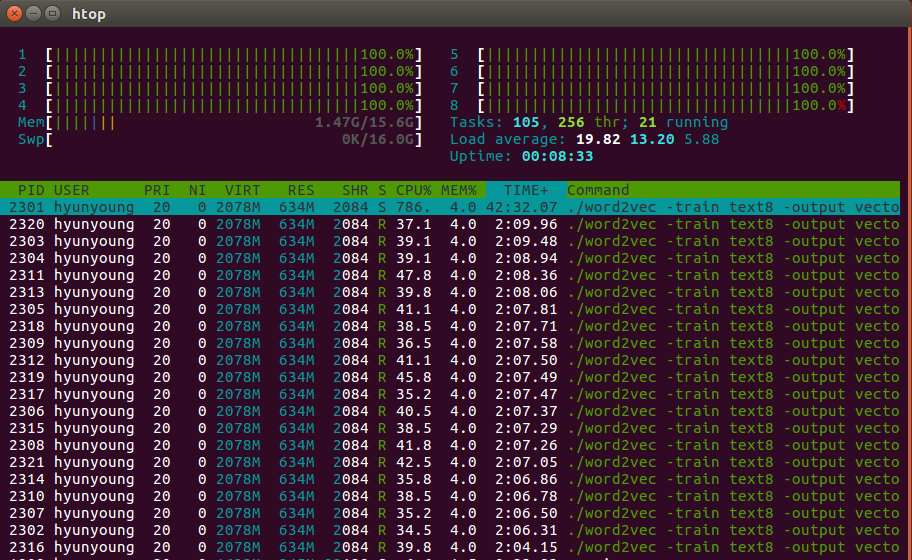 htop
1 [||||||||||||||||||||||||||||||||||100.0%] 5 [||||||||||||||||||||||||||||||||||100.0%]
2 [||||||||||||||||||||||||||||||||||100.0%] 6 [||||||||||||||||||||||||||||||||||100.0%]
3 [||||||||||||||||||||||||||||||||||100.0%] 7 [||||||||||||||||||||||||||||||||||100.0%]
4 [||||||||||||||||||||||||||||||||||100.0%] 8 [||||||||||||||||||||||||||||||||||100.0%]
Mem[||||||| 1.47G/15.6G] Tasks: 105, 256 thr; 21 running
Swp[ 0K/16.0G] Load average: 19.82 13.20 5.88
Uptime: 00:08:33
PID USER PRI NI VIRT RES SHR S CPU% MEM% TIME+ Command
2301 hyunyoung 20 0 2078M 634M 2084 S 786. 4.0 42:32.07 ./word2vec -train text8 -output vecto
2320 hyunyoung 20 0 2078M 634M 2084 R 37.1 4.0 2:09.96 ./word2vec -train text8 -output vecto
2303 hyunyoung 20 0 2078M 634M 2084 R 39.1 4.0 2:09.48 ./word2vec -train text8 -output vecto
2304 hyunyoung 20 0 2078M 634M 2084 R 39.1 4.0 2:08.94 ./word2vec -train text8 -output vecto
2311 hyunyoung 20 0 2078M 634M 2084 R 47.8 4.0 2:08.36 ./word2vec -train text8 -output vecto
2313 hyunyoung 20 0 2078M 634M 2084 R 39.8 4.0 2:08.06 ./word2vec -train text8 -output vecto
2305 hyunyoung 20 0 2078M 634M 2084 R 41.1 4.0 2:07.81 ./word2vec -train text8 -output vecto
2318 hyunyoung 20 0 2078M 634M 2084 R 38.5 4.0 2:07.71 ./word2vec -train text8 -output vecto
2309 hyunyoung 20 0 2078M 634M 2084 R 36.5 4.0 2:07.58 ./word2vec -train text8 -output vecto
2312 hyunyoung 20 0 2078M 634M 2084 R 41.1 4.0 2:07.50 ./word2vec -train text8 -output vecto
2319 hyunyoung 20 0 2078M 634M 2084 R 45.8 4.0 2:07.49 ./word2vec -train text8 -output vecto
2317 hyunyoung 20 0 2078M 634M 2084 R 35.2 4.0 2:07.47 ./word2vec -train text8 -output vecto
2306 hyunyoung 20 0 2078M 634M 2084 R 40.5 4.0 2:07.37 ./word2vec -train text8 -output vecto
2315 hyunyoung 20 0 2078M 634M 2084 R 38.5 4.0 2:07.29 ./word2vec -train text8 -output vecto
2308 hyunyoung 20 0 2078M 634M 2084 R 41.8 4.0 2:07.26 ./word2vec -train text8 -output vecto
2321 hyunyoung 20 0 2078M 634M 2084 R 42.5 4.0 2:07.05 ./word2vec -train text8 -output vecto
2314 hyunyoung 20 0 2078M 634M 2084 R 35.8 4.0 2:06.86 ./word2vec -train text8 -output vecto
2310 hyunyoung 20 0 2078M 634M 2084 R 38.5 4.0 2:06.78 ./word2vec -train text8 -output vecto
2307 hyunyoung 20 0 2078M 634M 2084 R 35.2 4.0 2:06.50 ./word2vec -train text8 -output vecto
2302 hyunyoung 20 0 2078M 634M 2084 R 34.5 4.0 2:06.31 ./word2vec -train text8 -output vecto
2316 hyunyoung 20 0 2078M 634M 2084 R 39.8 4.0 2:04.15 ./word2vec -train text8 -output vecto